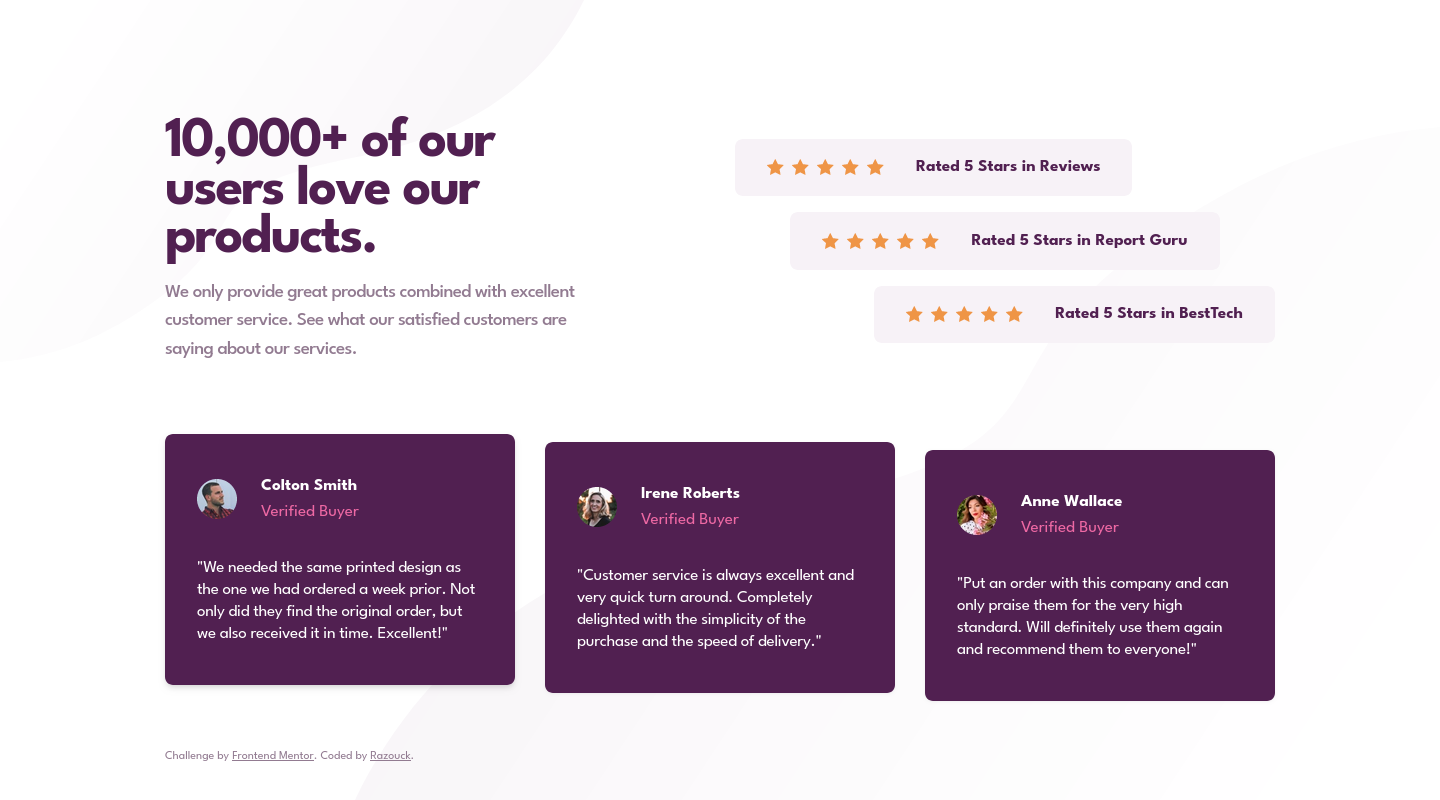 10,000+ of our
users love our
products.
We only provide great products combined with excellent
customer service. See what our satisfied customers are
saying about our services.
Rated 5 Stars in Reviews
Rated 5 Stars in Report Guru
Rated 5 Stars in BestTech
Colton Smith
Verified Buyer
"We needed the same printed design as
the one we had ordered a week prior. Not
only did they find the original order, but
we also received it in time. Excellent!"
Irene Roberts
Verified Buyer
"Customer service is always excellent and
very quick turn around. Completely
delighted with the simplicity of the
purchase and the speed of delivery."
Anne Wallace
Verified Buyer
"Put an order with this company and can
only praise them for the very high
standard. Will definitely use them again
and recommend them to everyone!"
Challenge by Frontend Mentor. Coded by Razouck.